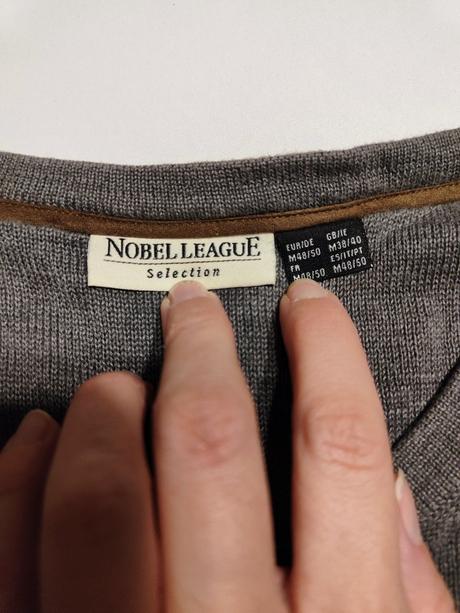 NOBEL LEAGUE
Selection
EUR/DE GB/IE
M48/50 M38/40
FR ES/IT/PT
M48/50 M48/50